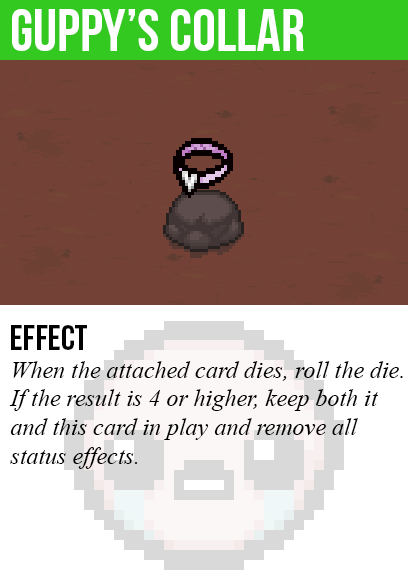 GUPPY'S COLLAR
EFFECT
When the attached card dies, roll the die.
If the result is 4 or higher, keep both it
and this card in play and remove all
status effects.